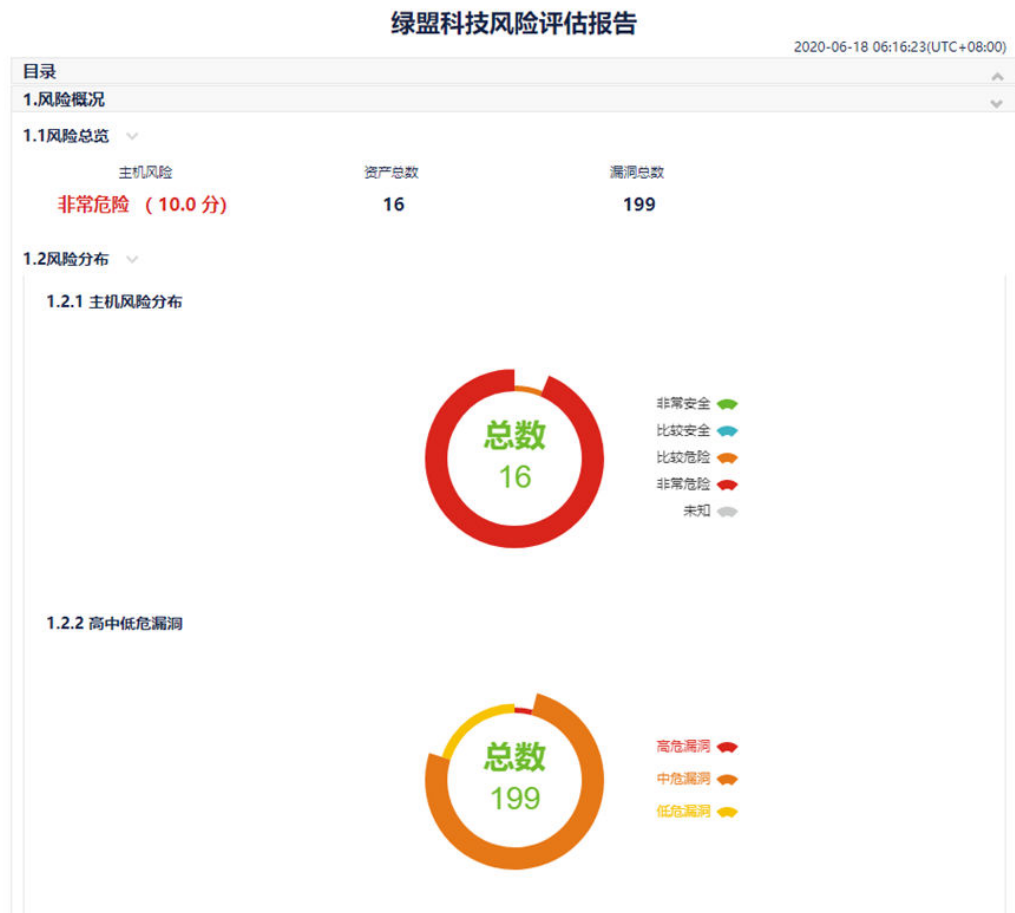 绿盟科技风险评估报告
2020-06-18 06:16:23(UTC+08:00)
目录
1.风险概况
1.1风险总览
主机风险 资产总数 漏洞总数
非常危险 ( 10.0 分) 16 199
1.2风险分布
1.2.1 主机风险分布
总数
16
非常安全
比较安全
比较危险
非常危险
未知
1.2.2 高中低危漏洞
总数
199
高危漏洞
中危漏洞
低危漏洞